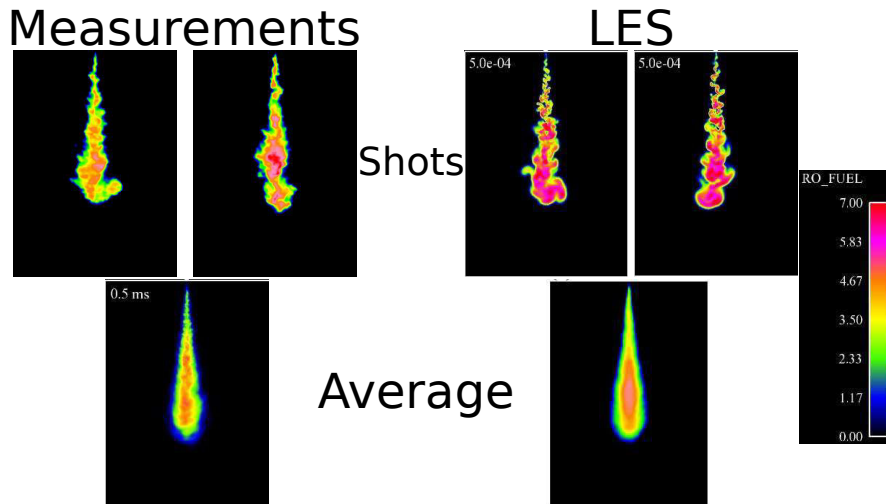 Measurements
LES
5.0e-04
5.0e-04
Shots
RO_FUEL
7.00
5.83
4.67
3.50
2.33
1.17
0.00
0.5 ms
Average